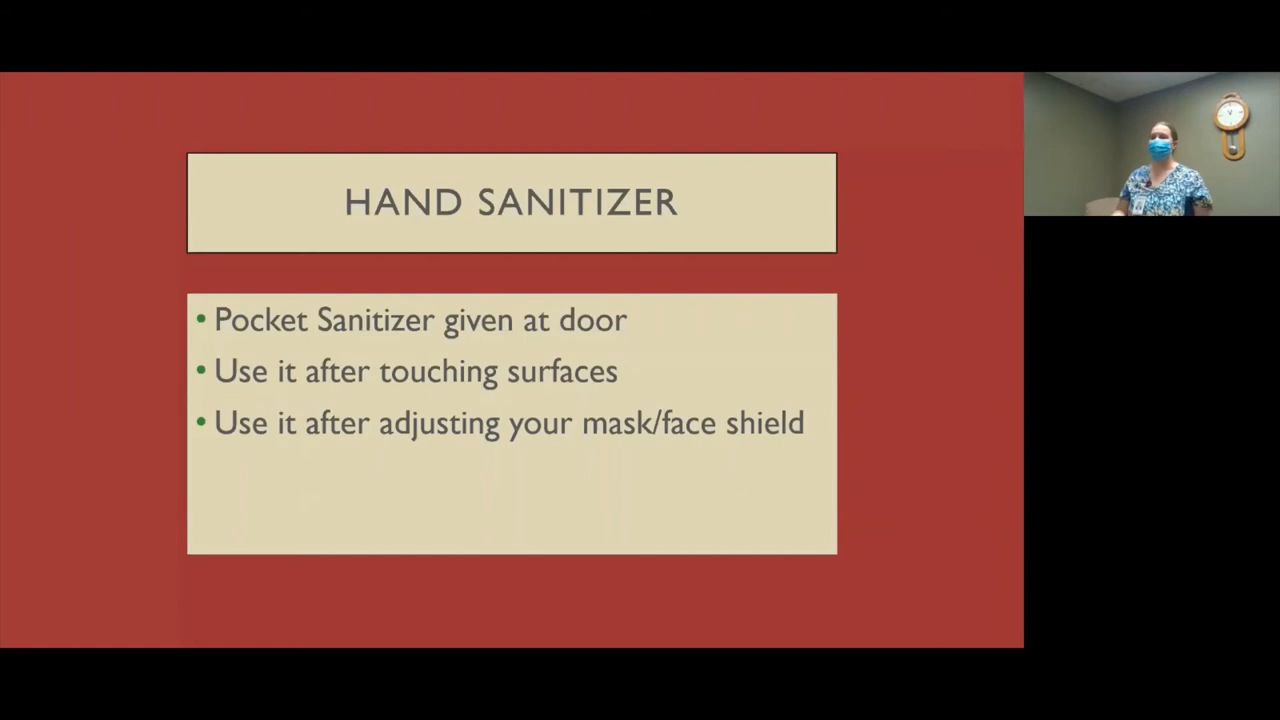 HAND SANITIZER
• Pocket Sanitizer given at door
• Use it after touching surfaces
• Use it after adjusting your mask/face shield